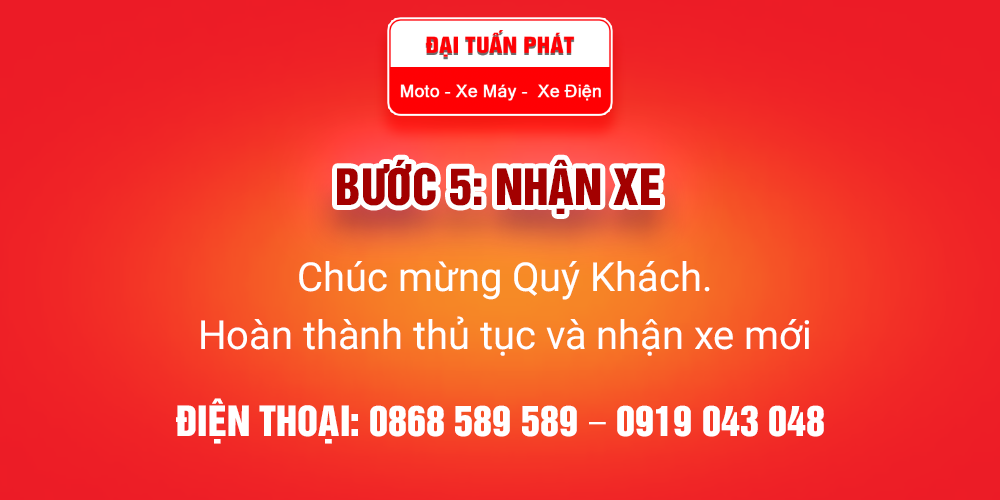 ĐẠI TUẤN PHÁT
Moto - Xe Máy - Xe Điện
BƯỚC 5: NHẬN XE
Chúc mừng Quý Khách.
Hoàn thành thủ tục và nhận xe mới
ĐIỆN THOẠI: 0868 589 589 – 0919 043 048